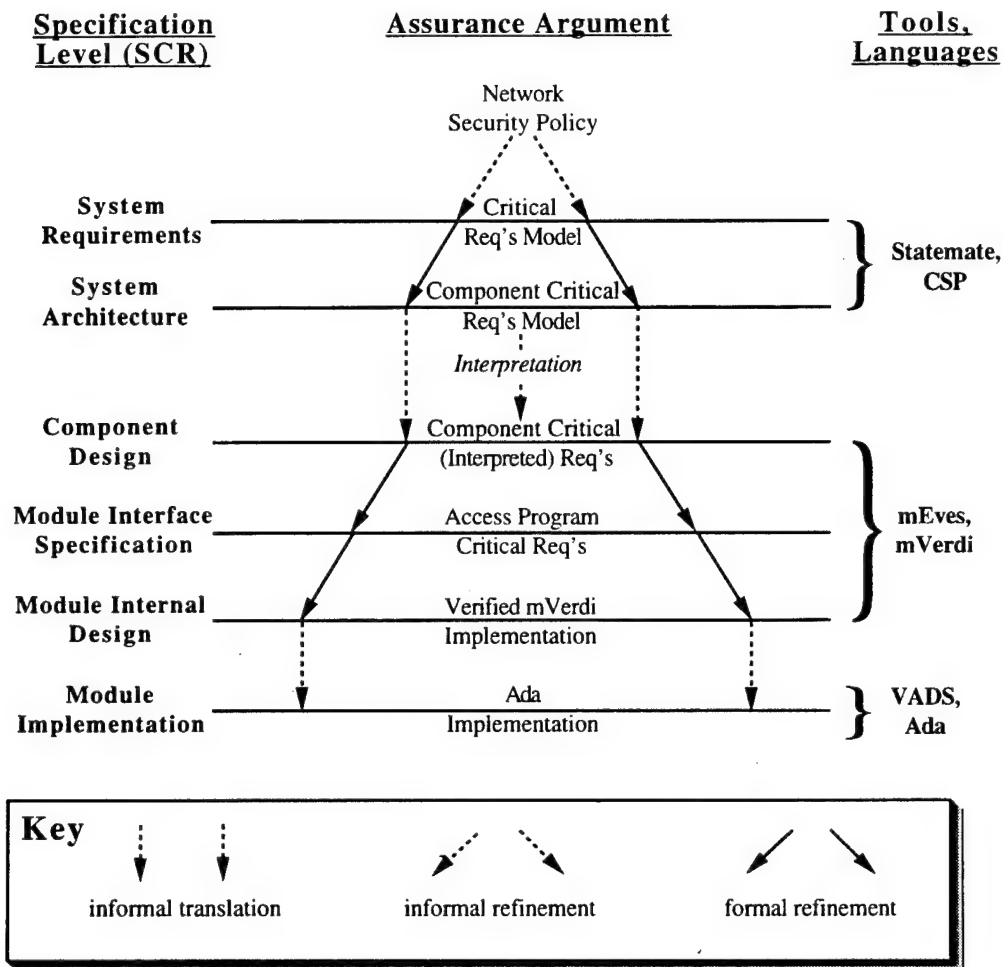 Specification
Level (SCR)
Assurance Argument
Tools,
Languages
Network
Security Policy
System
Requirements
Critical
Req's Model
Statemate,
CSP
System
Architecture
Component Critical
Req's Model
Interpretation
Component
Design
Component Critical
(Interpreted) Req's
Module Interface
Specification
Access Program
Critical Req's
mEves,
mVerdi
Module Internal
Design
Verified mVerdi
Implementation
Module
Implementation
Ada
Implementation
VADS,
Ada
Key
informal translation
informal refinement
formal refinement